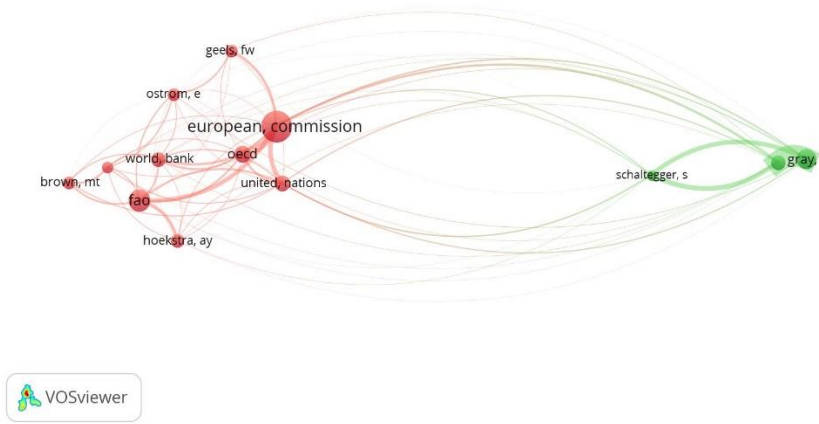 geels, fw
ostrom, e
european, commission
world, bank
oecd
brown, mt
united, nations
fao
hoekstra, ay
schaltegger, s
gray,
VOSviewer